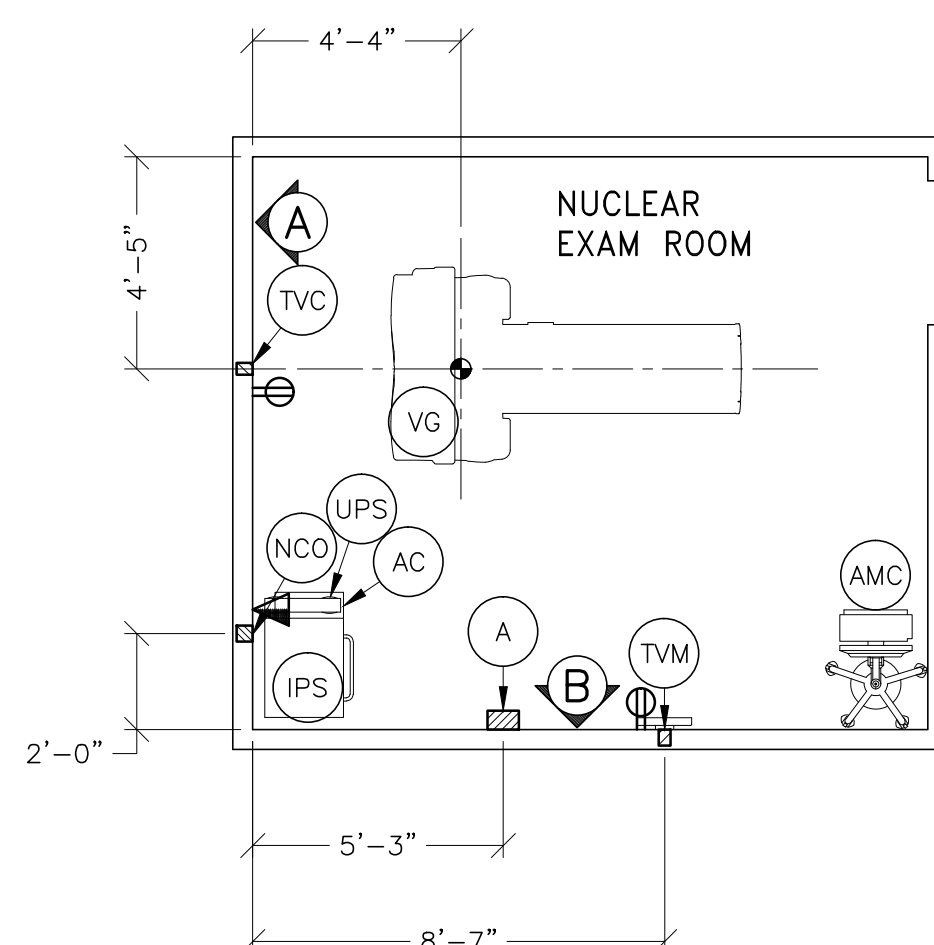 4'-4"
NUCLEAR
EXAM ROOM
A
4'-5"
TVC
VG
UPS
NCO
AC
AMC
A
TVM
IPS
B
2'-0"
5'-3"
8'-7"